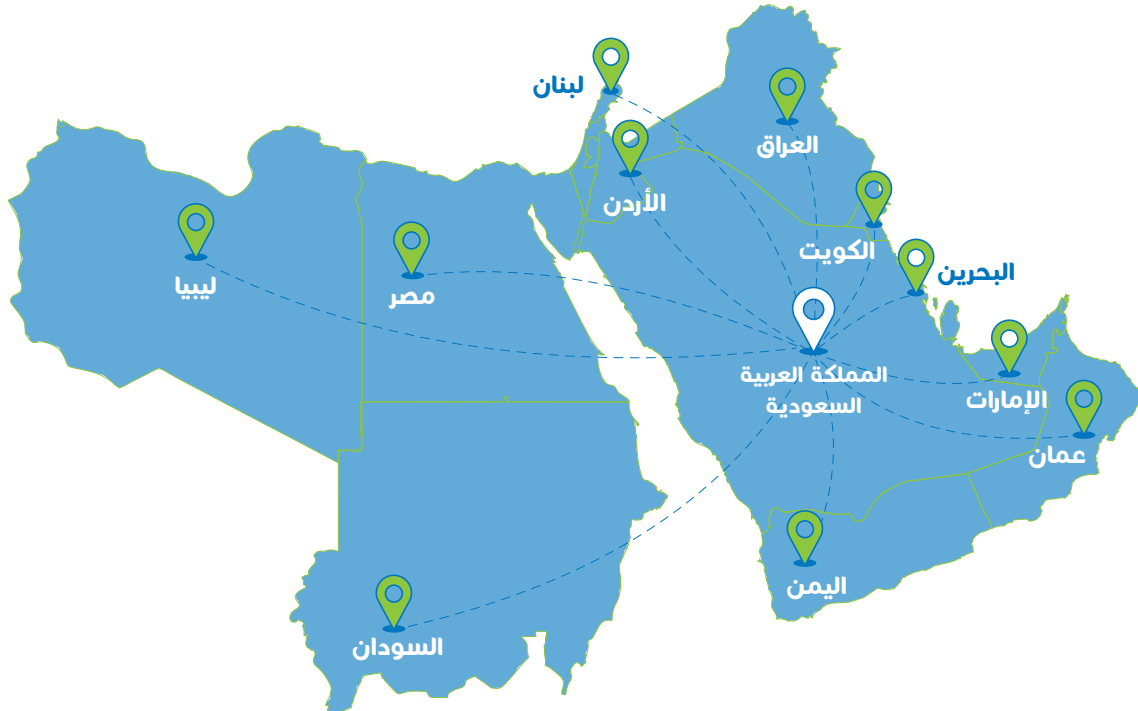 لبنان
العراق
الأردن
الكويت
البحرين
ليبيا
مصر
المملكة العربية
السعودية
الإمارات
عمان
اليمن
السودان